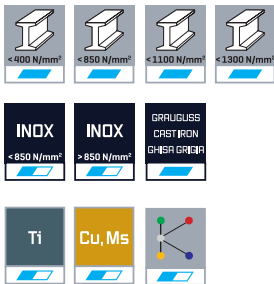 <400 N/mm² <850 N/mm² <1100 N/mm² <1300 N/mm²
INOX INOX GRAUGUSS
CAST IRON
GHISA GRIGIA
<850 N/mm² >850 N/mm²
Ti Cu, Ms